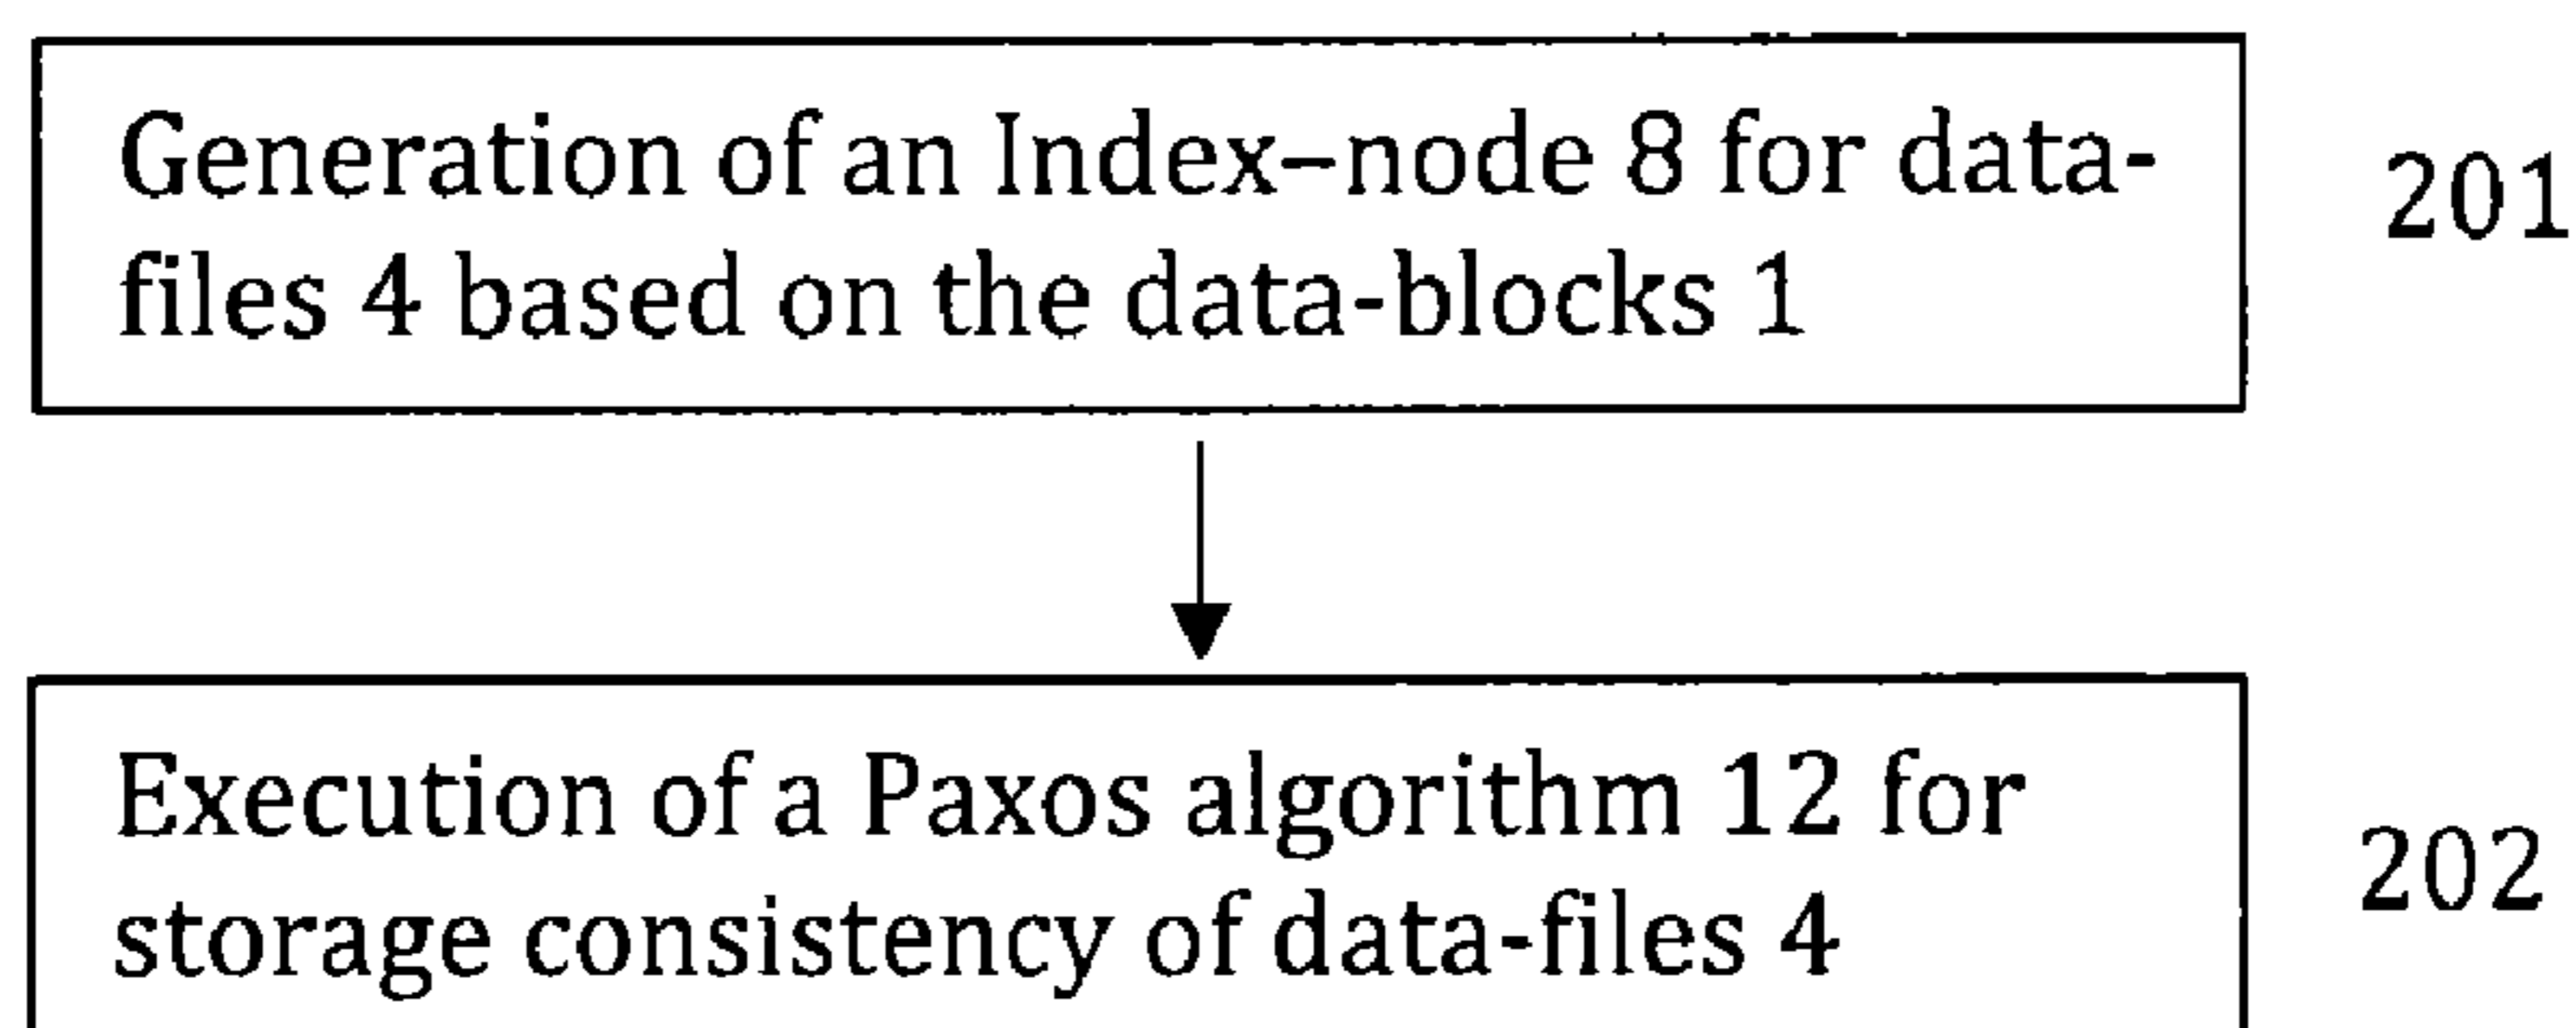 Generation of an Index–node 8 for data-
files 4 based on the data-blocks 1
201
Execution of a Paxos algorithm 12 for
storage consistency of data-files 4
202